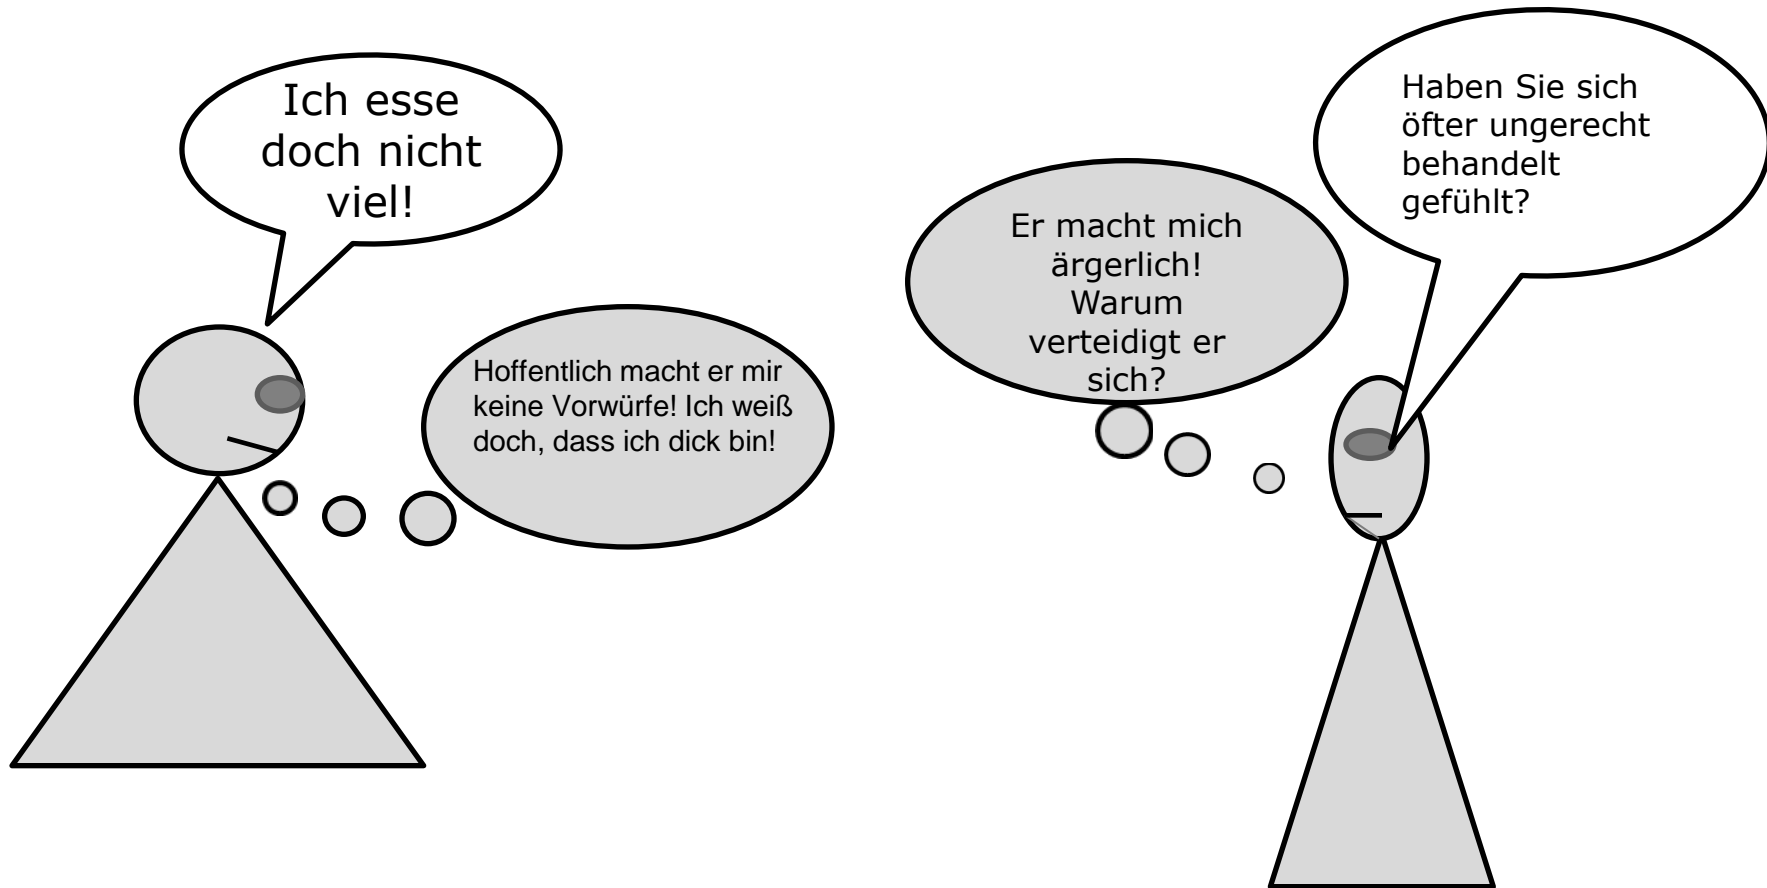 Ich esse
doch nicht
viel!
Hoffentlich macht er mir
keine Vorwürfe! Ich weiß
doch, dass ich dick bin!
Er macht mich
ärgerlich!
Warum
verteidigt er
sich?
Haben Sie sich
öfter ungerecht
behandelt
gefühlt?